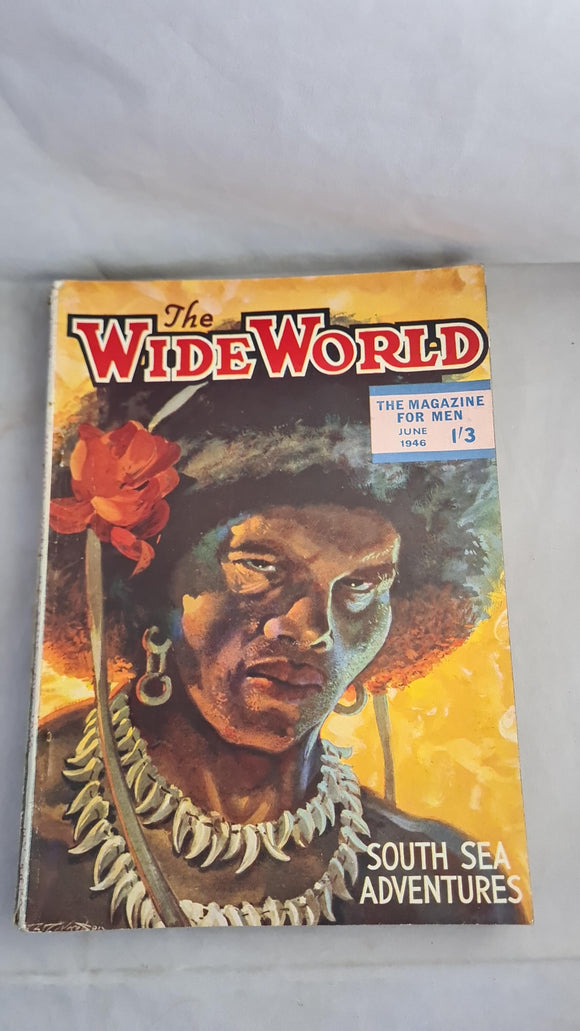 The
WIDE WORLD
THE MAGAZINE
FOR MEN
JUNE
1946
1'/3
SOUTH SEA
ADVENTURES